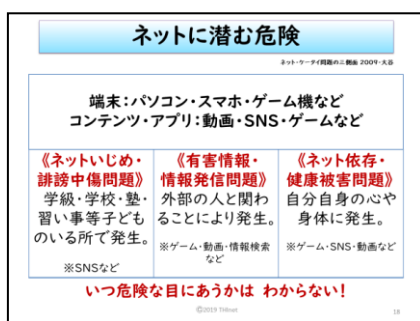 ネットに潜む危険
ネット・ケータイ問題の二側面 2009・大谷
端末:パソコン・スマホ・ゲーム機など
コンテンツ・アプリ:動画・SNS・ゲームなど
《ネットいじめ・
誹謗中傷問題》
学級・学校・塾・
習い事等子ども
のいる所で発生。
※SNSなど
《有害情報・
情報発信問題》
外部の人と関わ
ることにより発生。
※ゲーム・動画・情報検索
など
《ネット依存・
健康被害問題》
自分自身の心や
身体に発生。
※ゲーム・SNS・動画など
いつ危険な目にあうかは わからない!
18